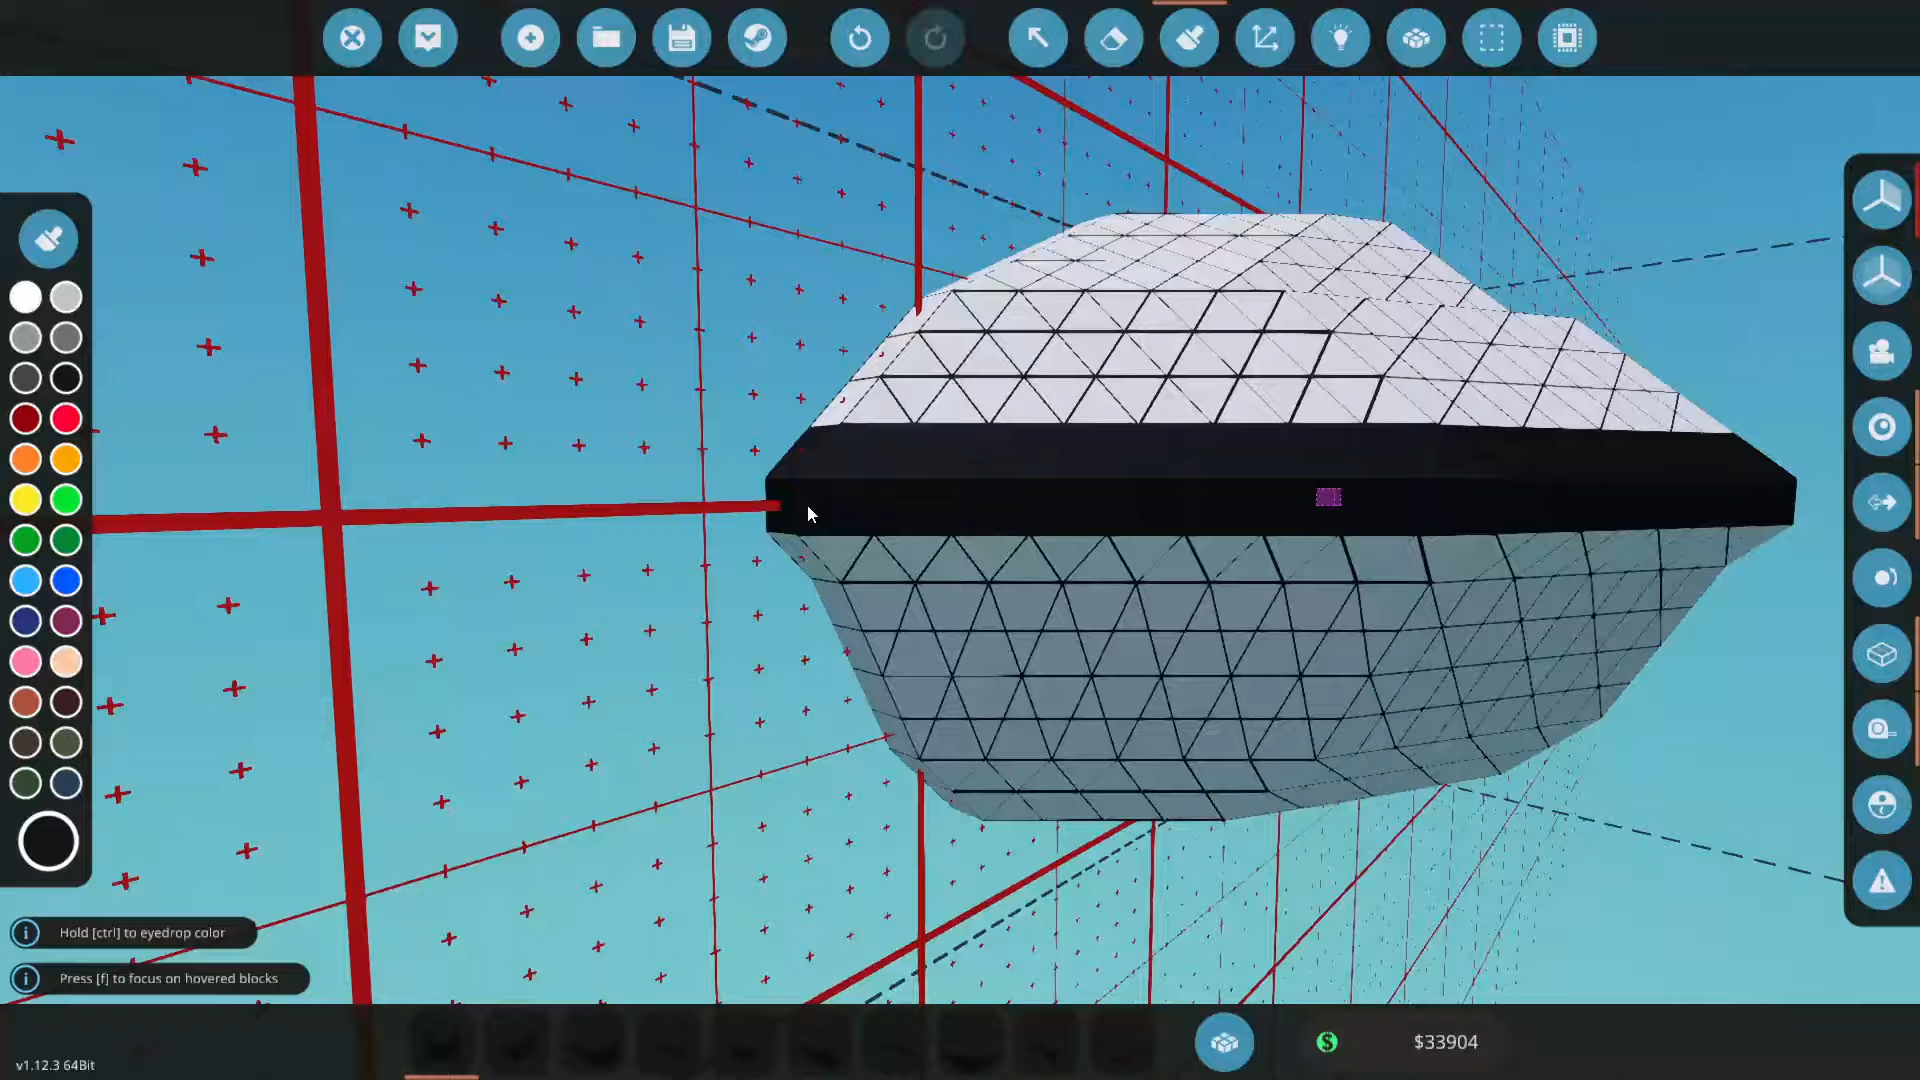 Hold [ctrl] to eyedrop color
Press [f] to focus on hovered blocks
$33904
v1.12.3 64Bit